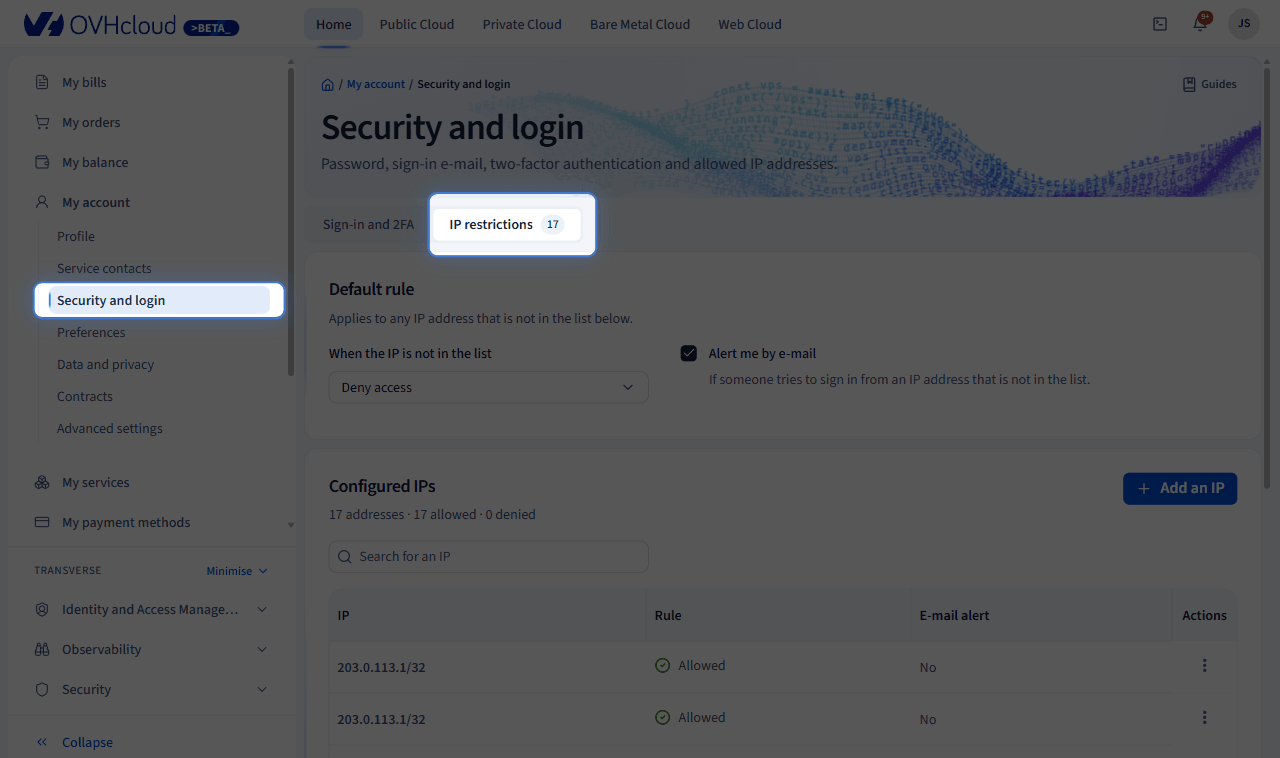 OVHcloud >BETA_
Home Public Cloud Private Cloud Bare Metal Cloud Web Cloud 9+ JS
My bills
My orders
My balance
My account
Profile
Service contacts
Security and login
Preferences
Data and privacy
Contracts
Advanced settings
My services
My payment methods
TRANSVERSE Minimise
Identity and Access Manage...
Observability
Security
Collapse
/ My account / Security and login Guides
Security and login
Password, sign-in e-mail, two-factor authentication and allowed IP addresses.
Sign-in and 2FA IP restrictions 17
Default rule
Applies to any IP address that is not in the list below.
When the IP is not in the list
Deny access
Alert me by e-mail
If someone tries to sign in from an IP address that is not in the list.
Configured IPs
17 addresses · 17 allowed · 0 denied
+ Add an IP
Search for an IP
IP Rule E-mail alert Actions
203.0.113.1/32 Allowed No
203.0.113.1/32 Allowed No